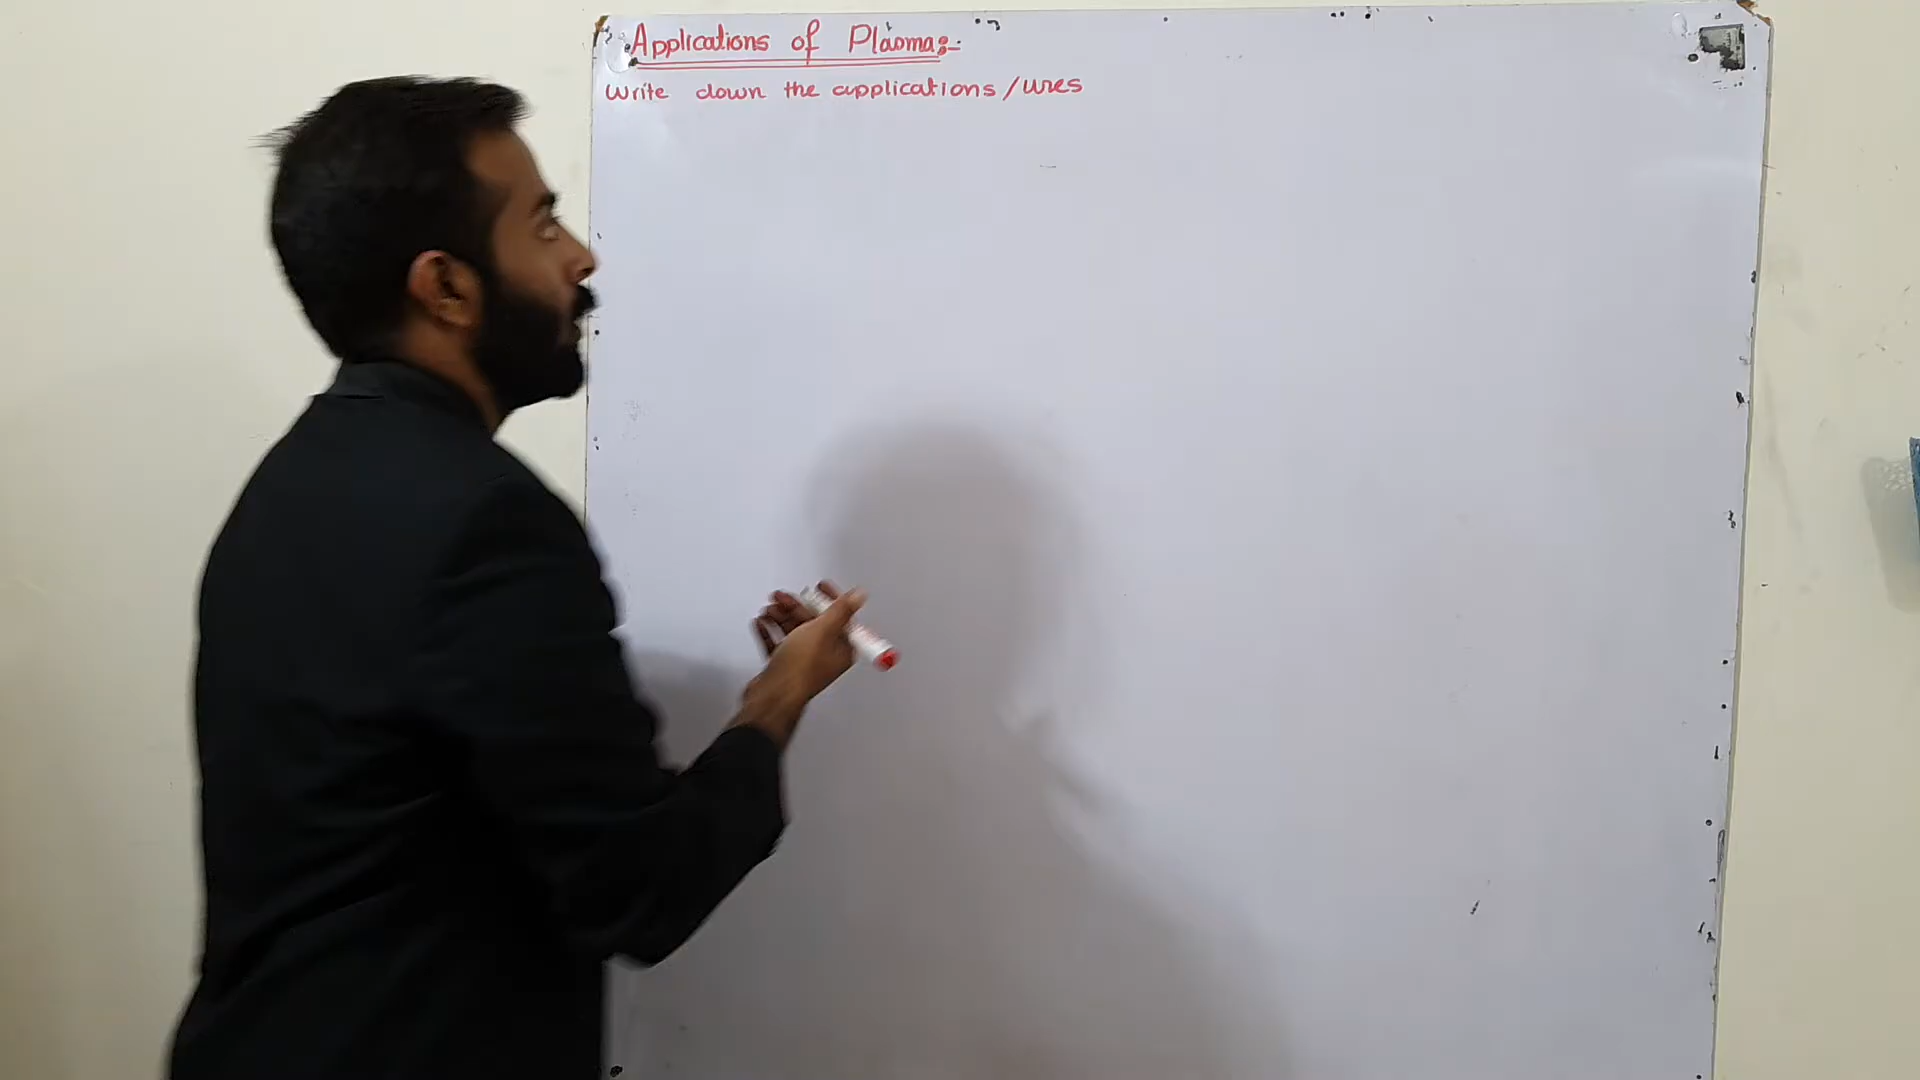 Applications of Plasma:-
Write down the applications/uses